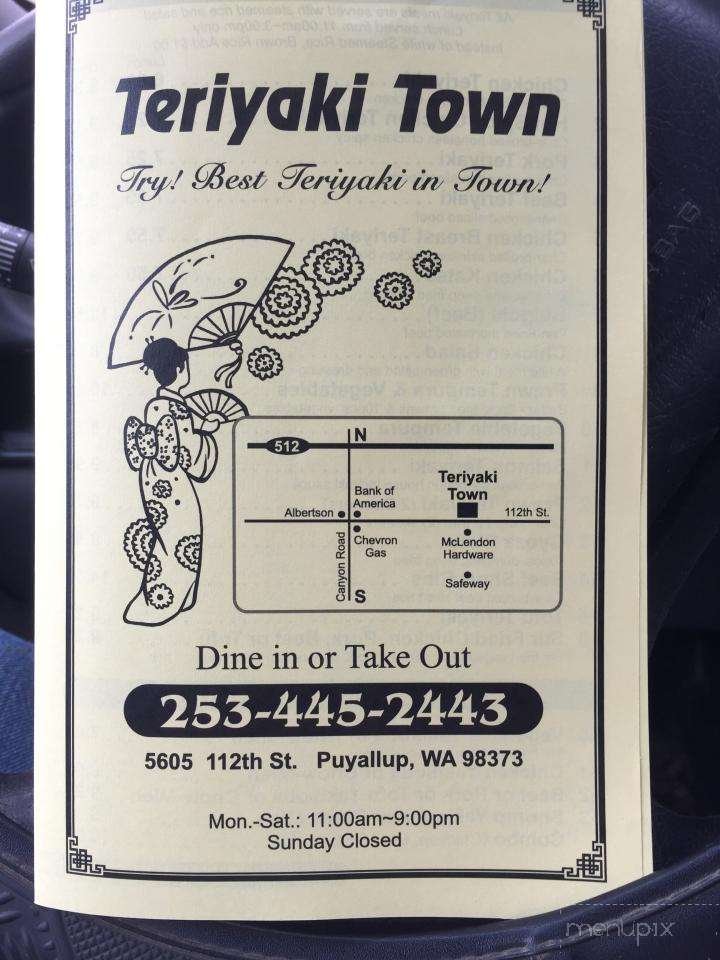 Teriyaki Town
Try! Best Teriyaki in Town!
512
N
Teriyaki
Town
Bank of
America
Albertson
112th St.
Chevron
Gas
McLendon
Hardware
Canyon Road
Safeway
S
Dine in or Take Out
253-445-2443
5605 112th St. Puyallup, WA 98373
Mon.-Sat.: 11:00am~9:00pm
Sunday Closed
menupix